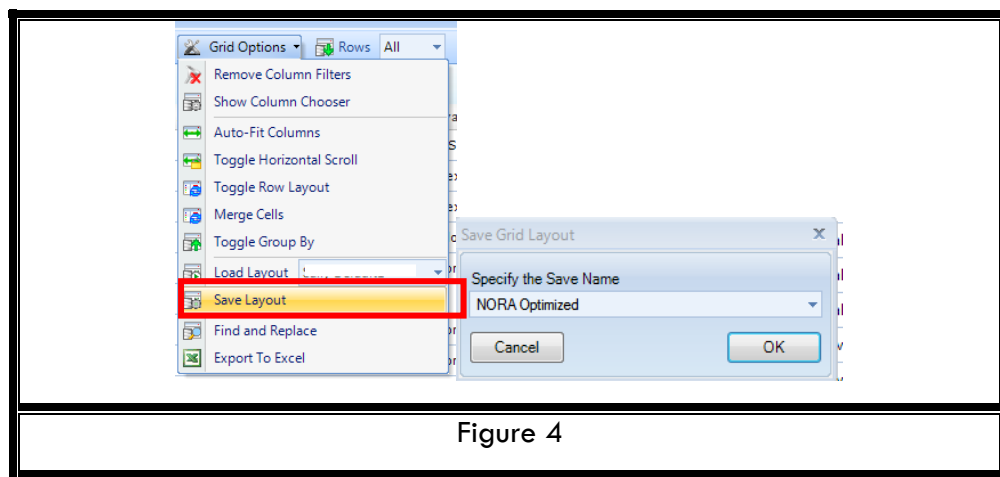 Grid Options Rows All
Remove Column Filters
Show Column Chooser
Auto-Fit Columns
Toggle Horizontal Scroll
Toggle Row Layout
Merge Cells
Toggle Group By
Load Layout
Save Layout
Find and Replace
Export To Excel
Save Grid Layout
Specify the Save Name
NORA Optimized
Cancel OK
Figure 4